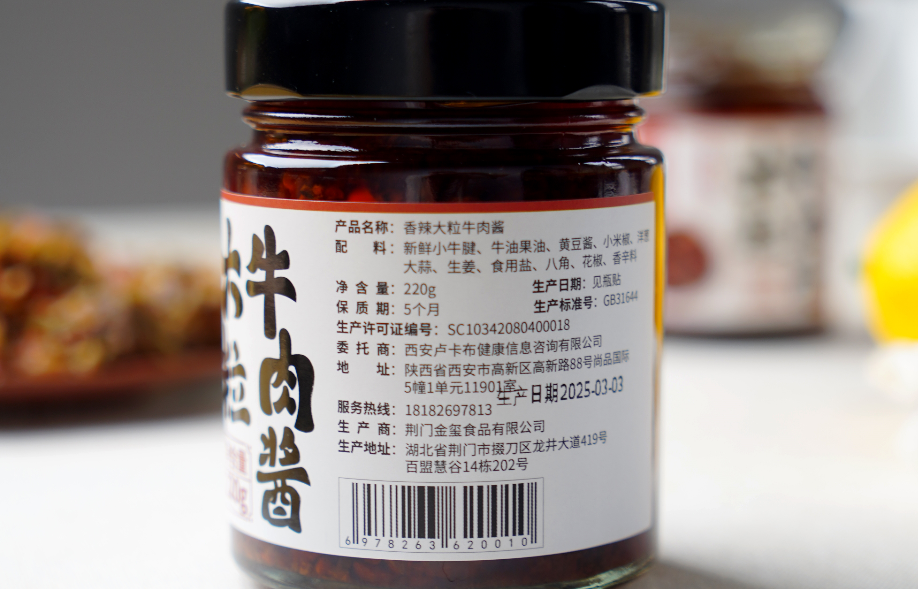 牛肉酱
大粒
产品名称：香辣大粒牛肉酱
配 料：新鲜小牛腱、牛油果油、黄豆酱、小米椒、洋葱
大蒜、生姜、食用盐、八角、花椒、香辛料
净 含 量：220g
生产日期：见瓶贴
保 质 期：5个月
生产标准号：GB31644
生产许可证编号：SC10342080400018
委 托 商：西安卢卡布健康信息咨询有限公司
地 址：陕西省西安市高新区高新路88号尚品国际
5幢1单元11901室
生产日期2025-03-03
服务热线：18182697813
生 产 商：荆门金玺食品有限公司
生产地址：湖北省荆门市掇刀区龙井大道419号
百盟慧谷14栋202号
6978263620010